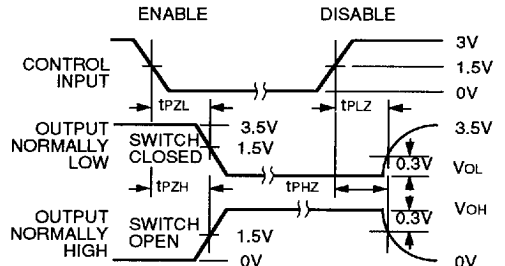 ENABLE DISABLE
CONTROL INPUT
3V
1.5V
0V
tPZL tPLZ
OUTPUT NORMALLY LOW
SWITCH CLOSED
3.5V
1.5V
3.5V
0.3V
VOL
tPZH tPHZ
OUTPUT NORMALLY HIGH
SWITCH OPEN
1.5V
0V
0.3V
VOH
0V